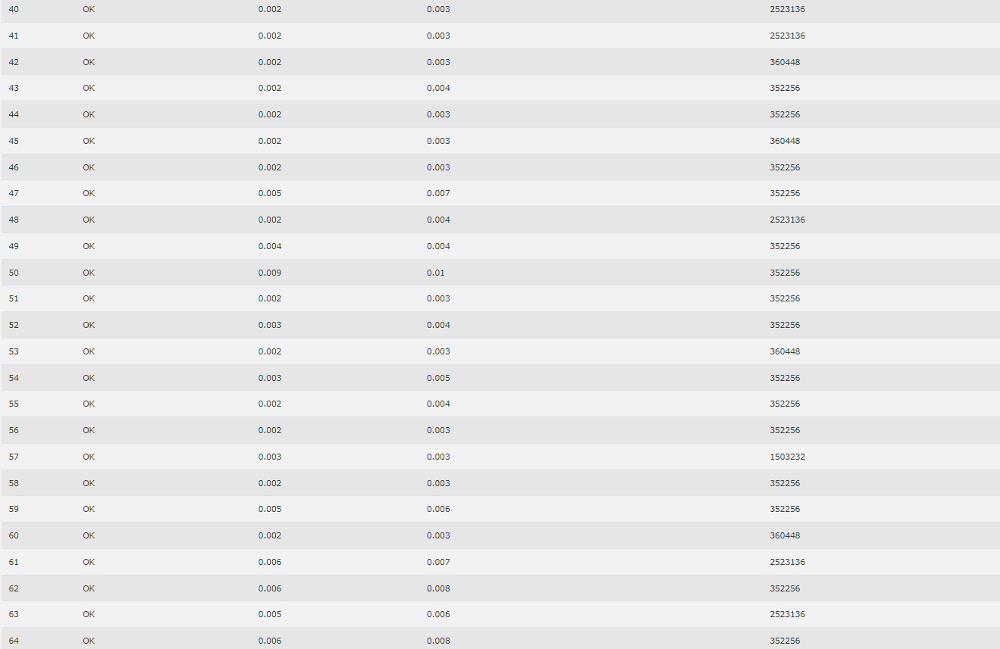 40 OK 0.002 0.003 2523136
41 OK 0.002 0.003 2523136
42 OK 0.002 0.003 360448
43 OK 0.002 0.004 352256
44 OK 0.002 0.003 352256
45 OK 0.002 0.003 360448
46 OK 0.002 0.003 352256
47 OK 0.005 0.007 352256
48 OK 0.002 0.004 2523136
49 OK 0.004 0.004 352256
50 OK 0.009 0.01 352256
51 OK 0.002 0.003 352256
52 OK 0.003 0.004 352256
53 OK 0.002 0.003 360448
54 OK 0.003 0.005 352256
55 OK 0.002 0.004 352256
56 OK 0.002 0.003 352256
57 OK 0.003 0.003 1503232
58 OK 0.002 0.003 352256
59 OK 0.005 0.006 352256
60 OK 0.002 0.003 360448
61 OK 0.006 0.007 2523136
62 OK 0.006 0.008 352256
63 OK 0.005 0.006 2523136
64 OK 0.006 0.008 352256